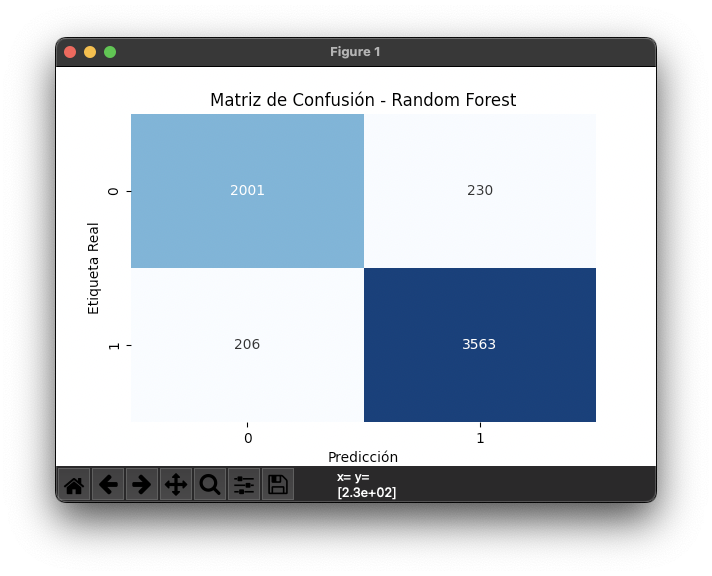 Figure 1
Matriz de Confusión - Random Forest
0
2001
230
Etiqueta Real
1
206
3563
0
1
Predicción
x= y=
[2.3e+02]